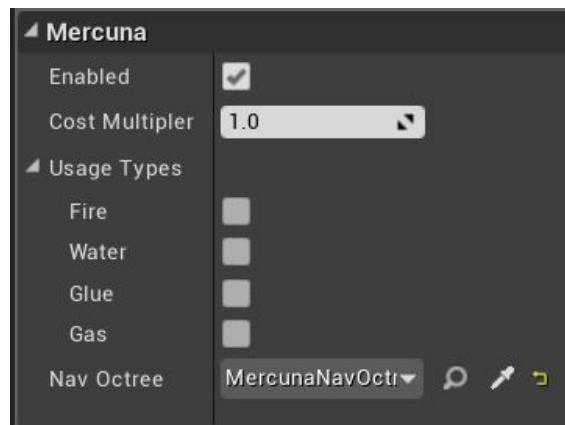 Mercuna
Enabled
Cost Multipler 1.0
Usage Types
Fire
Water
Glue
Gas
Nav Octree MercunaNavOctr